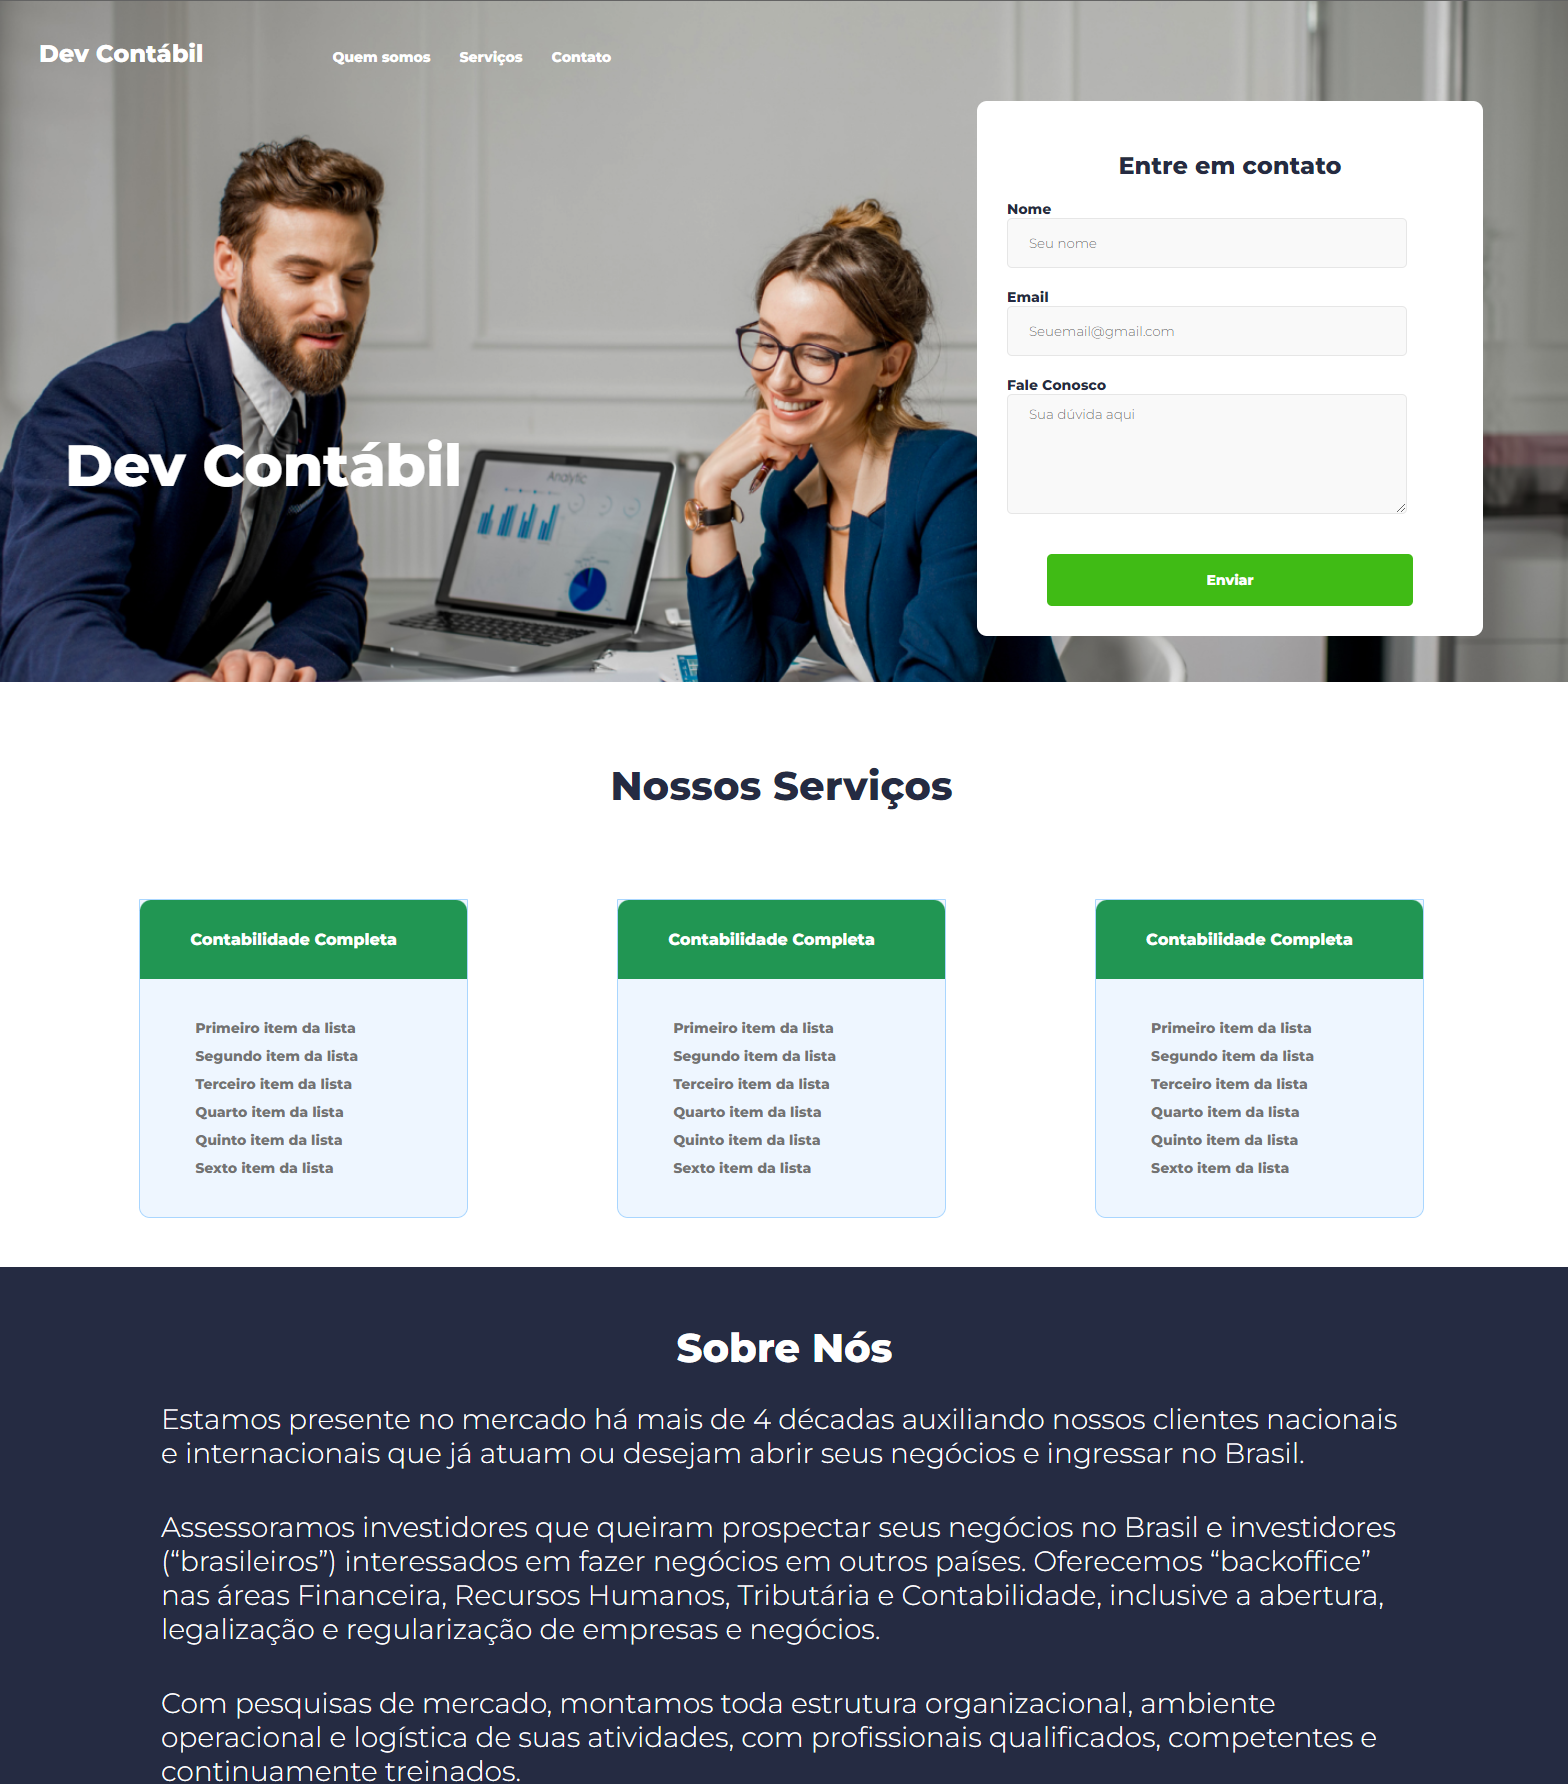 Dev Contábil
Quem somos Serviços Contato
Entre em contato
Nome
Seu nome
Email
Seuemail@gmail.com
Fale Conosco
Sua dúvida aqui
Enviar
Dev Contábil
Analytic
Nossos Serviços
Contabilidade Completa
Primeiro item da lista
Segundo item da lista
Terceiro item da lista
Quarto item da lista
Quinto item da lista
Sexto item da lista
Contabilidade Completa
Primeiro item da lista
Segundo item da lista
Terceiro item da lista
Quarto item da lista
Quinto item da lista
Sexto item da lista
Contabilidade Completa
Primeiro item da lista
Segundo item da lista
Terceiro item da lista
Quarto item da lista
Quinto item da lista
Sexto item da lista
Sobre Nós
Estamos presente no mercado há mais de 4 décadas auxiliando nossos clientes nacionais
e internacionais que já atuam ou desejam abrir seus negócios e ingressar no Brasil.
Assessoramos investidores que queiram prospectar seus negócios no Brasil e investidores
(“brasileiros”) interessados em fazer negócios em outros países. Oferecemos “backoffice”
nas áreas Financeira, Recursos Humanos, Tributária e Contabilidade, inclusive a abertura,
legalização e regularização de empresas e negócios.
Com pesquisas de mercado, montamos toda estrutura organizacional, ambiente
operacional e logística de suas atividades, com profissionais qualificados, competentes e
continuamente treinados.